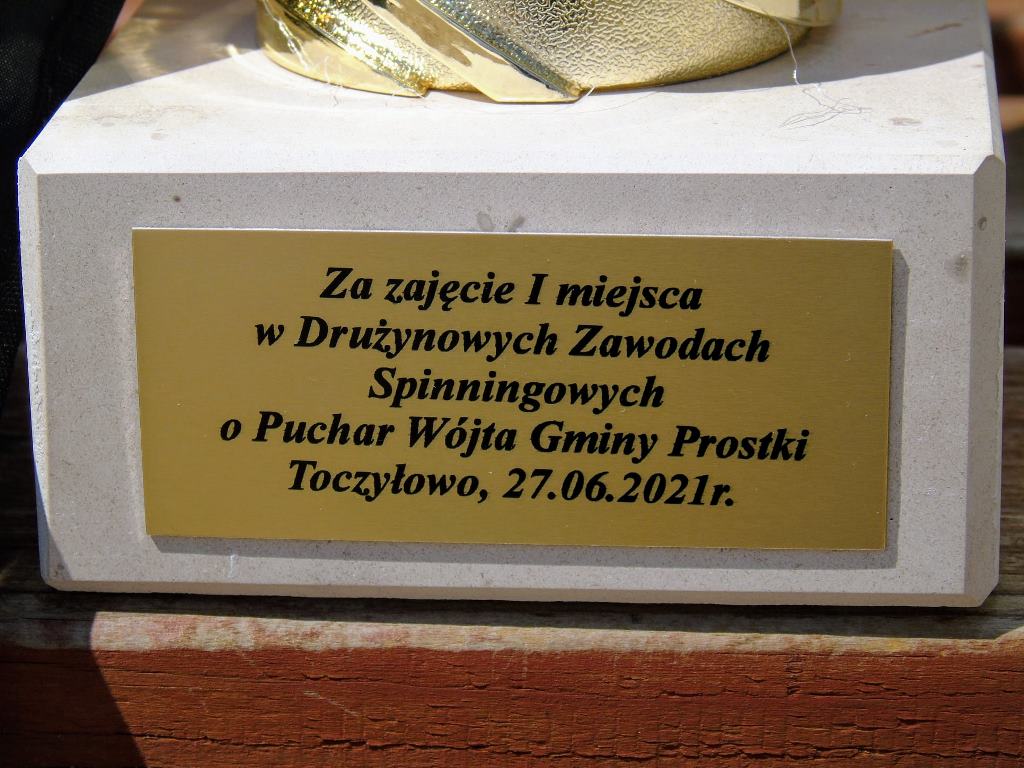 Za zajęcie I miejsca
w Drużynowych Zawodach
Spinningowych
o Puchar Wójta Gminy Prostki
Toczyłowo, 27.06.2021r.